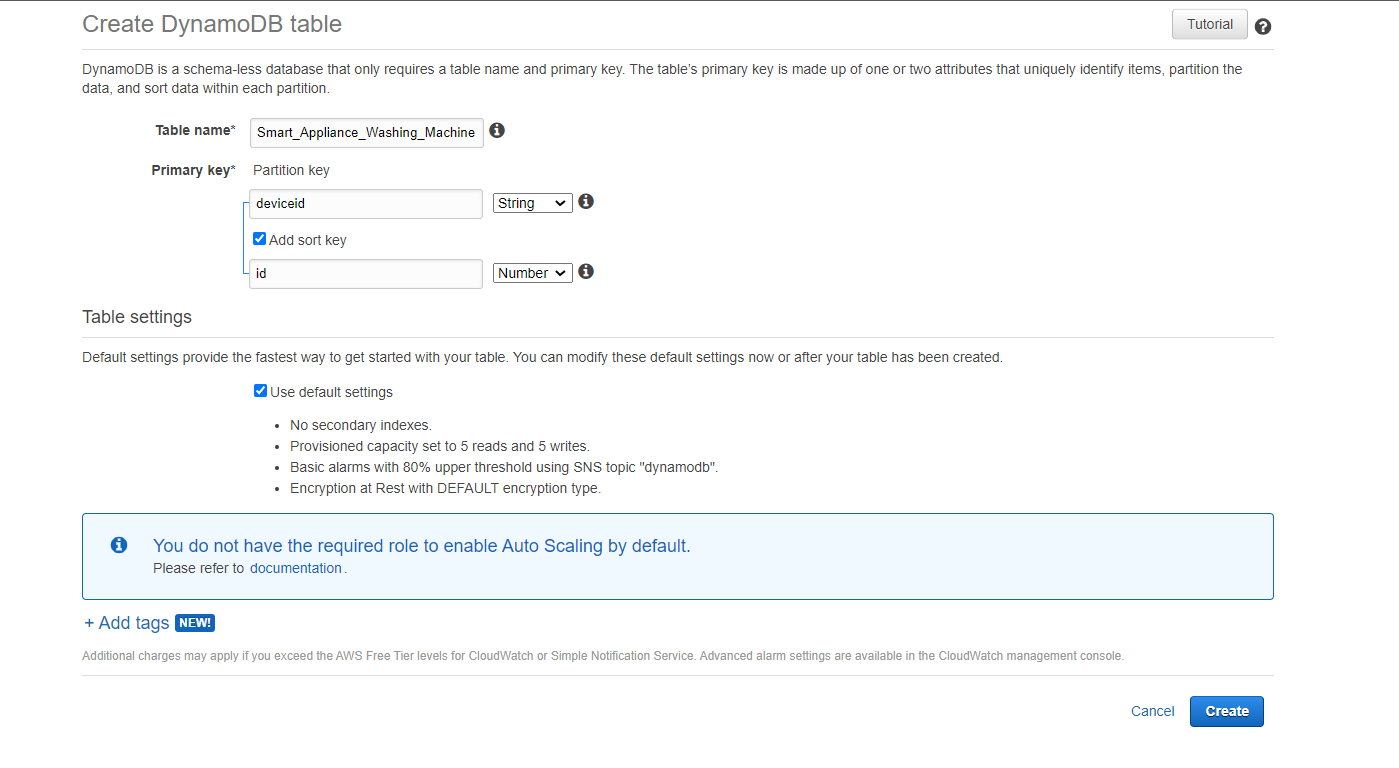 Create DynamoDB table
Tutorial
DynamoDB is a schema-less database that only requires a table name and primary key. The table's primary key is made up of one or two attributes that uniquely identify items, partition the
data, and sort data within each partition.
Table name* Smart_Appliance_Washing_Machine
Primary key* Partition key
deviceid String
Add sort key
id Number
Table settings
Default settings provide the fastest way to get started with your table. You can modify these default settings now or after your table has been created.
Use default settings
• No secondary indexes.
• Provisioned capacity set to 5 reads and 5 writes.
• Basic alarms with 80% upper threshold using SNS topic "dynamodb".
• Encryption at Rest with DEFAULT encryption type.
You do not have the required role to enable Auto Scaling by default.
Please refer to documentation.
+ Add tags NEW!
Additional charges may apply if you exceed the AWS Free Tier levels for CloudWatch or Simple Notification Service. Advanced alarm settings are available in the CloudWatch management console.
Cancel Create